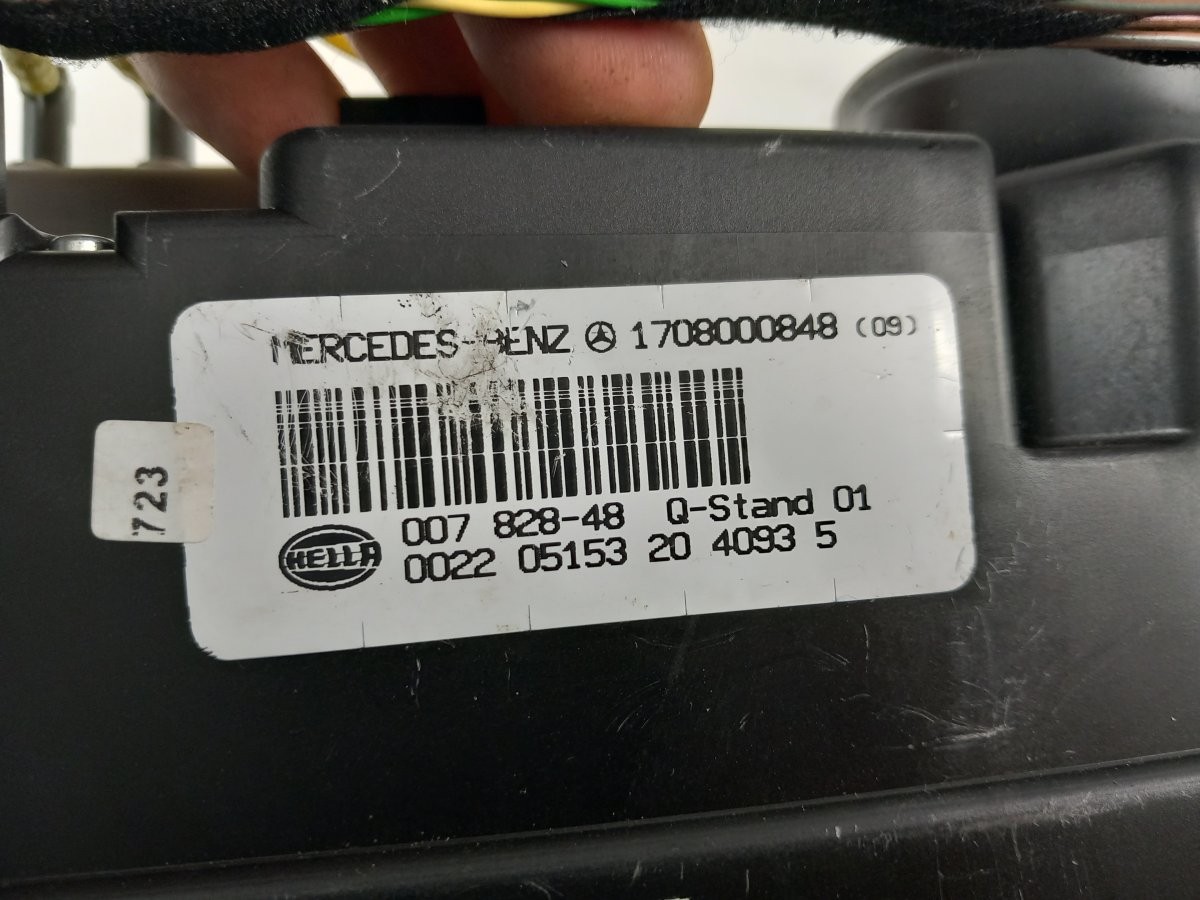 MERCEDES-BENZ 1708000848 (09)
723
HELLA
007 828-48 Q-Stand 01
0022 05153 20 4093 5